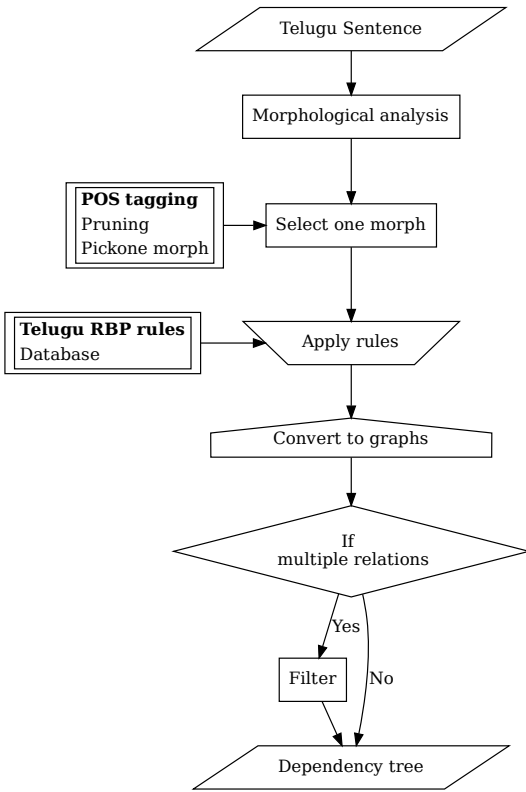 Telugu Sentence
Morphological analysis
POS tagging
Pruning
Pickone morph
Select one morph
Telugu RBP rules
Database
Apply rules
Convert to graphs
If
multiple relations
Yes
Filter
No
Dependency tree